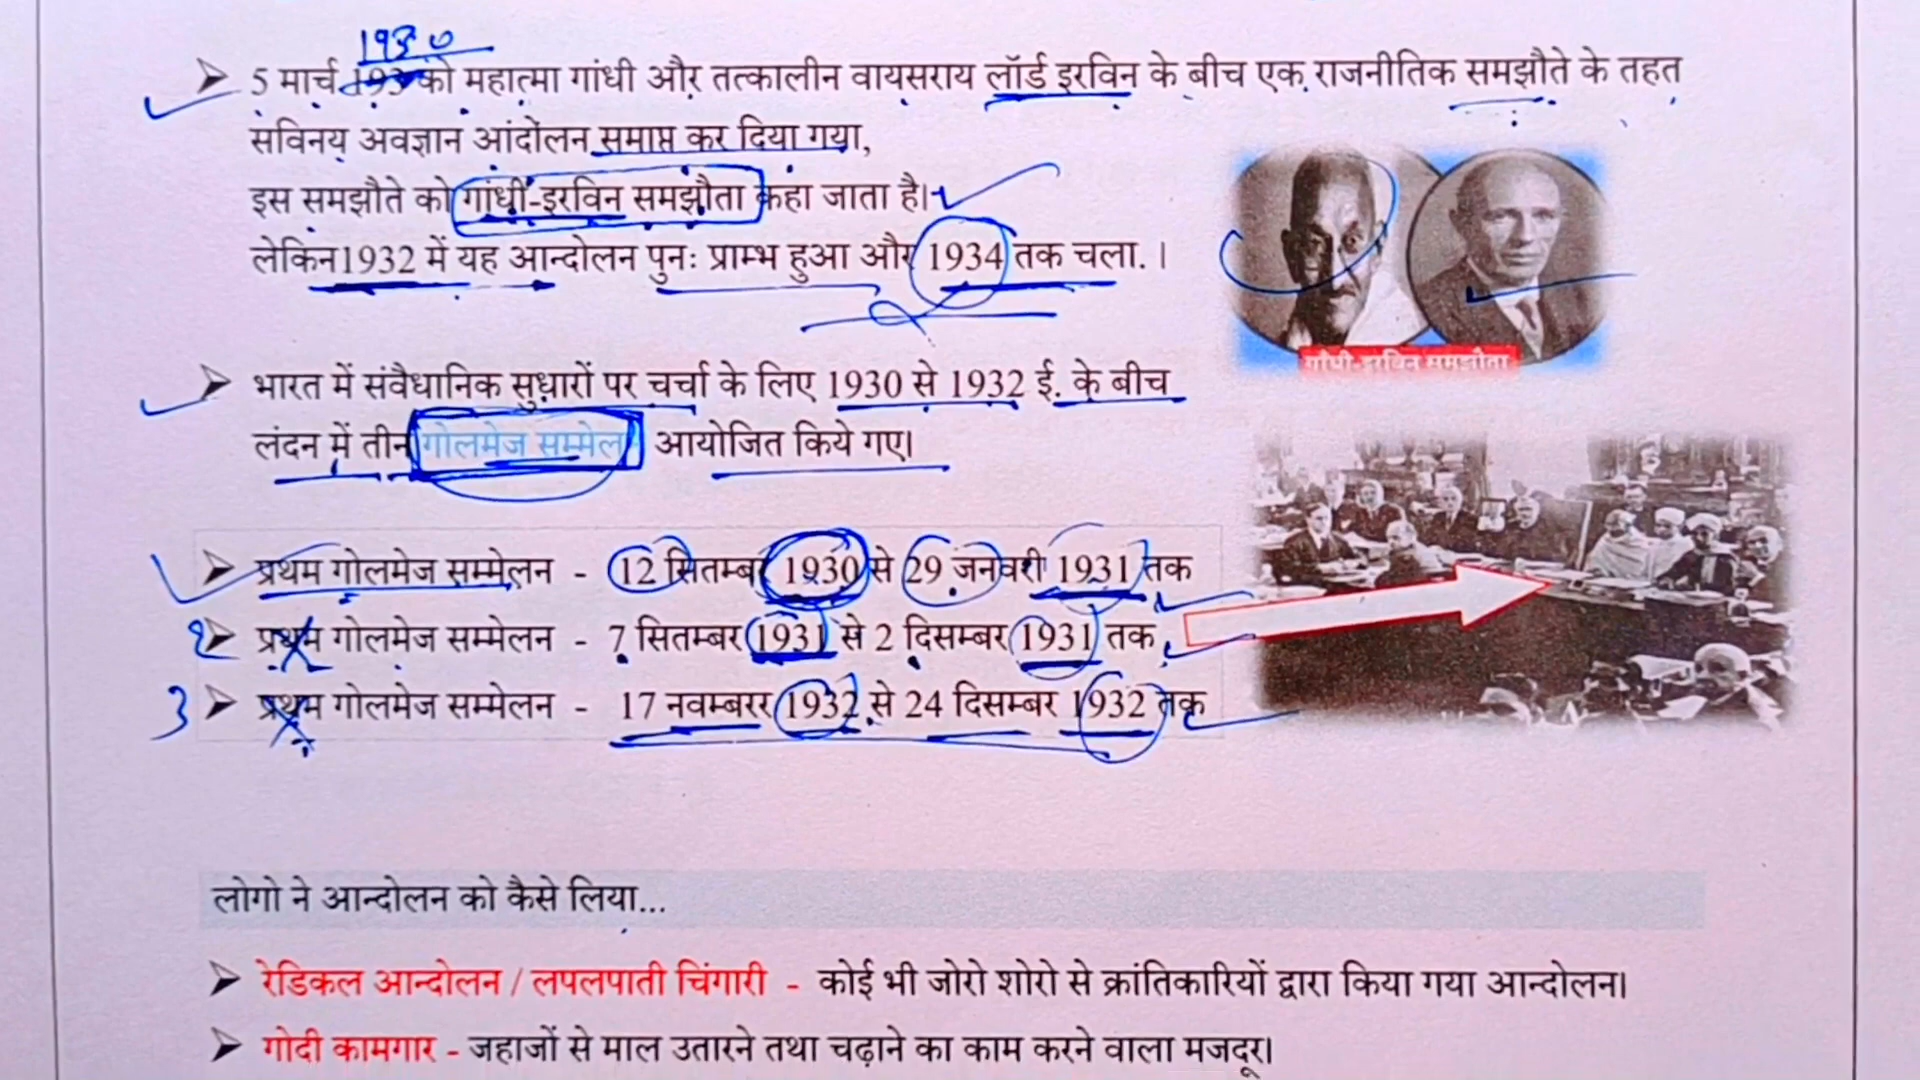 1930
➤ 5 मार्च 193 को महात्मा गांधी और तत्कालीन वायसराय लॉर्ड इरविन के बीच एक राजनीतिक समझौते के तहत
सविनय अवज्ञान आंदोलन समाप्त कर दिया गया,
इस समझौते को गांधी-इरविन समझौता कहा जाता है।
लेकिन1932 में यह आन्दोलन पुनः प्राम्भ हुआ और 1934 तक चला. ।
गाँधी-इरविन समझौता
➤ भारत में संवैधानिक सुधारों पर चर्चा के लिए 1930 से 1932 ई. के बीच
लंदन में तीन गोलमेज सम्मेल आयोजित किये गए।
➤ प्रथम गोलमेज सम्मेलन - 12 सितम्बर 1930 से 29 जनवरी 1931 तक
2 ➤ प्रथम गोलमेज सम्मेलन - 7 सितम्बर 1931 से 2 दिसम्बर 1931 तक
3 ➤ प्रथम गोलमेज सम्मेलन - 17 नवम्बरर 1932 से 24 दिसम्बर 1932 तक
लोगो ने आन्दोलन को कैसे लिया...
➤ रेडिकल आन्दोलन / लपलपाती चिंगारी - कोई भी जोरो शोरो से क्रांतिकारियों द्वारा किया गया आन्दोलन।
➤ गोदी कामगार - जहाजों से माल उतारने तथा चढ़ाने का काम करने वाला मजदूर।